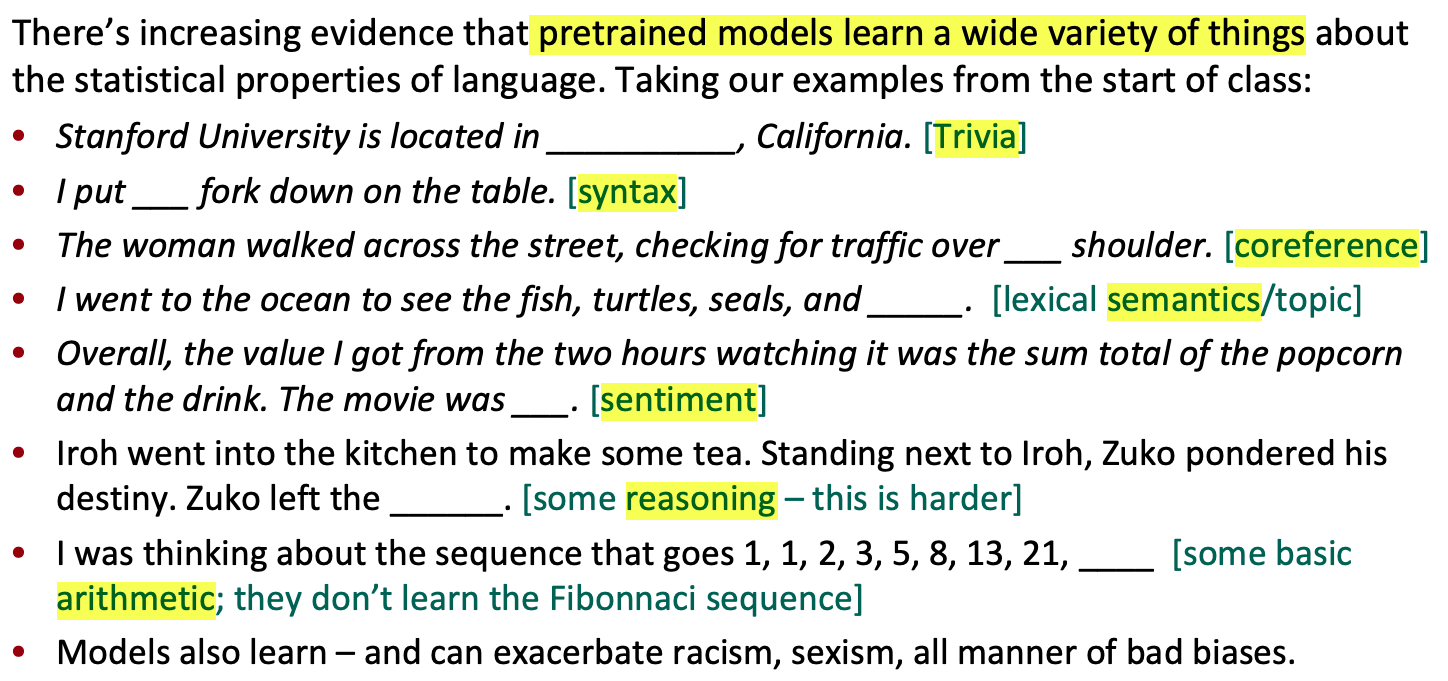 There’s increasing evidence that pretrained models learn a wide variety of things about
the statistical properties of language. Taking our examples from the start of class:
• Stanford University is located in __________, California. [Trivia]
• I put ___ fork down on the table. [syntax]
• The woman walked across the street, checking for traffic over ___ shoulder. [coreference]
• I went to the ocean to see the fish, turtles, seals, and _____. [lexical semantics/topic]
• Overall, the value I got from the two hours watching it was the sum total of the popcorn
and the drink. The movie was ___. [sentiment]
• Iroh went into the kitchen to make some tea. Standing next to Iroh, Zuko pondered his
destiny. Zuko left the ______. [some reasoning – this is harder]
• I was thinking about the sequence that goes 1, 1, 2, 3, 5, 8, 13, 21, ____ [some basic
arithmetic; they don’t learn the Fibonnaci sequence]
• Models also learn – and can exacerbate racism, sexism, all manner of bad biases.